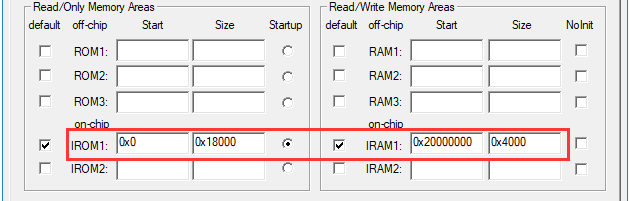 Read/Only Memory Areas Read/Write Memory Areas
default off-chip Start Size Startup default off-chip Start Size NoInit
ROM1: RAM1:
ROM2: RAM2:
ROM3: RAM3:
on-chip on-chip
IROM1: 0x0 0x18000 IRAM1: 0x20000000 0x4000
IROM2: IRAM2: